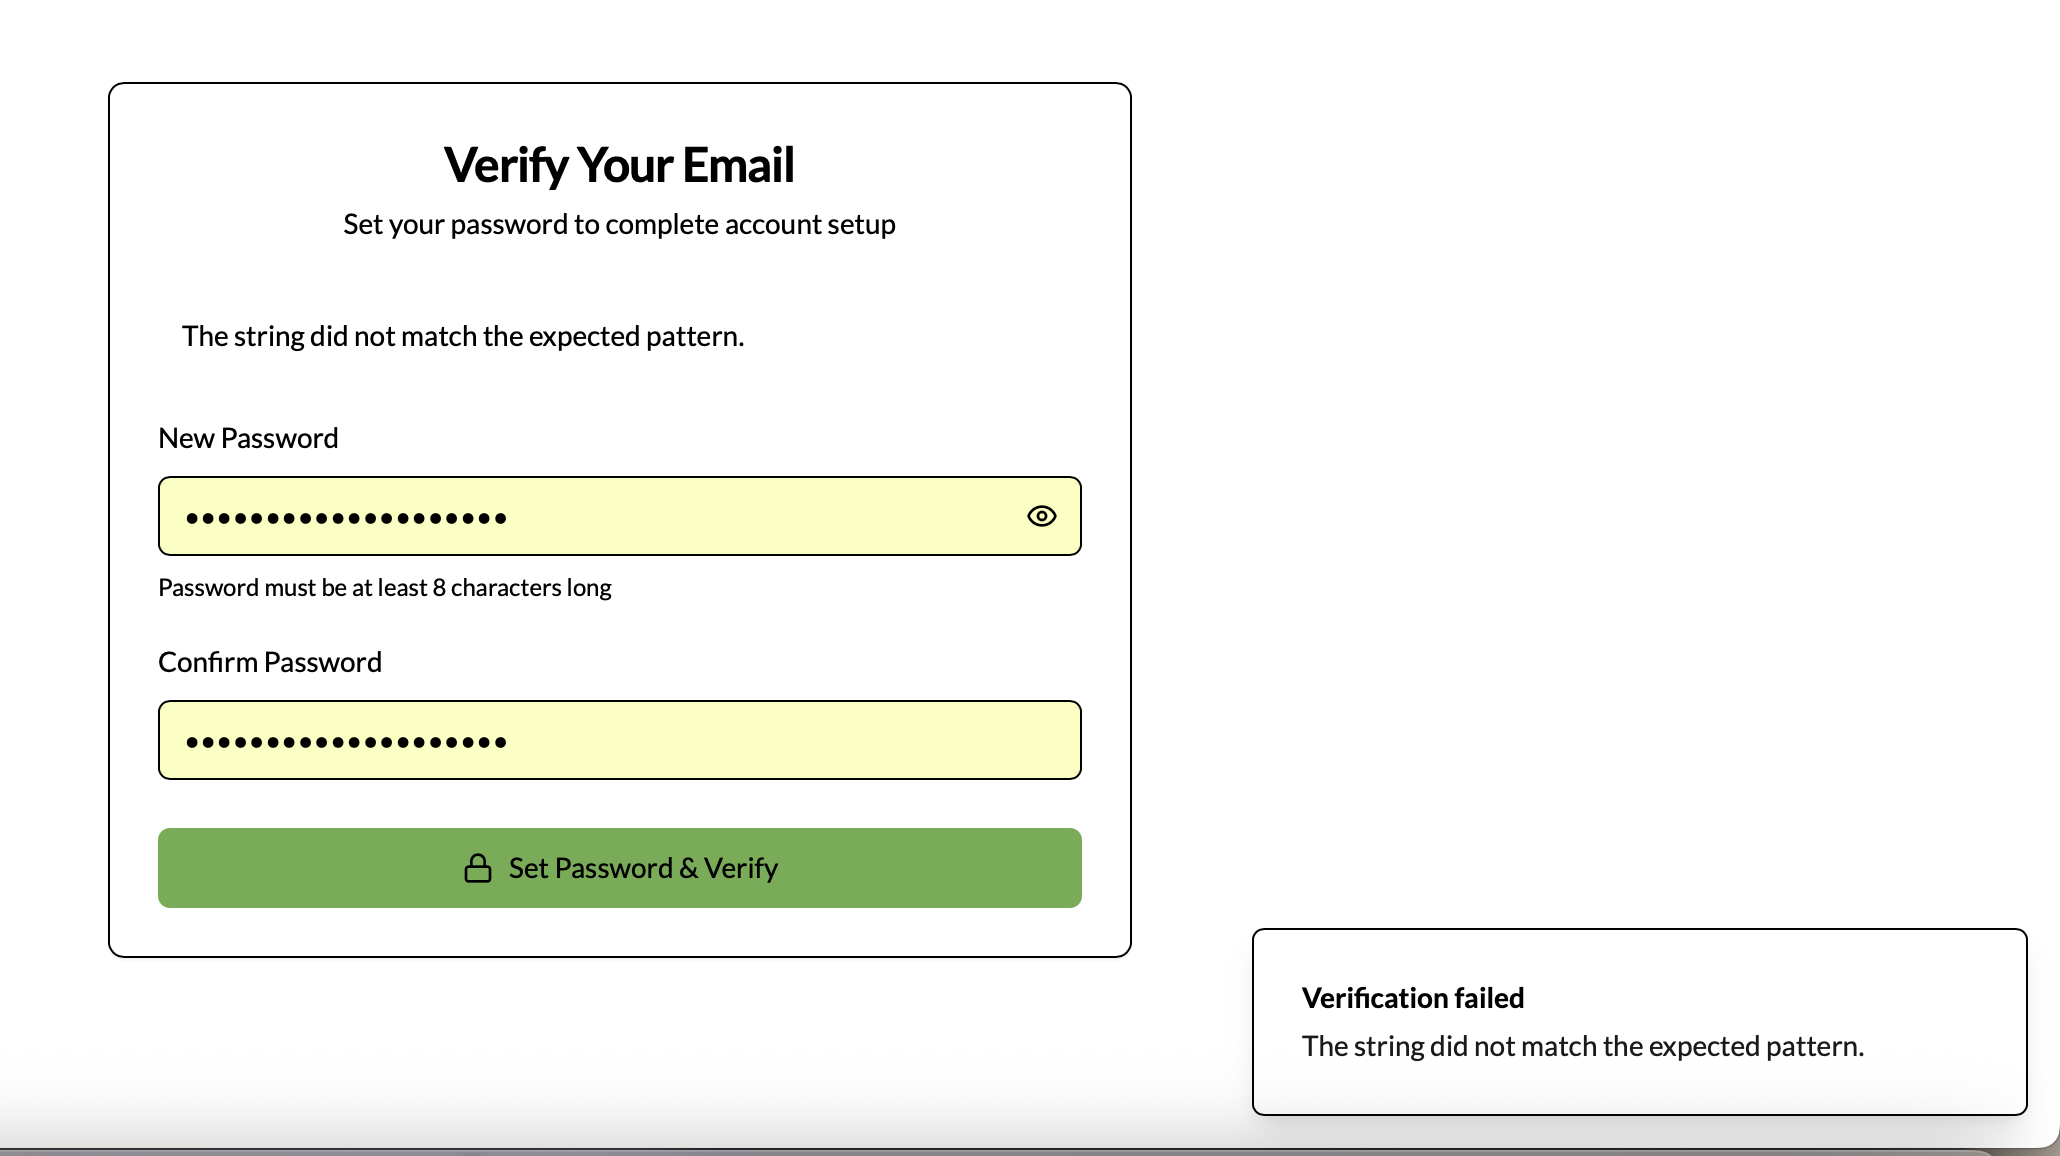 Verify Your Email
Set your password to complete account setup
The string did not match the expected pattern.
New Password
••••••••••••••••••••
Password must be at least 8 characters long
Confirm Password
••••••••••••••••••••
Set Password & Verify
Verification failed
The string did not match the expected pattern.